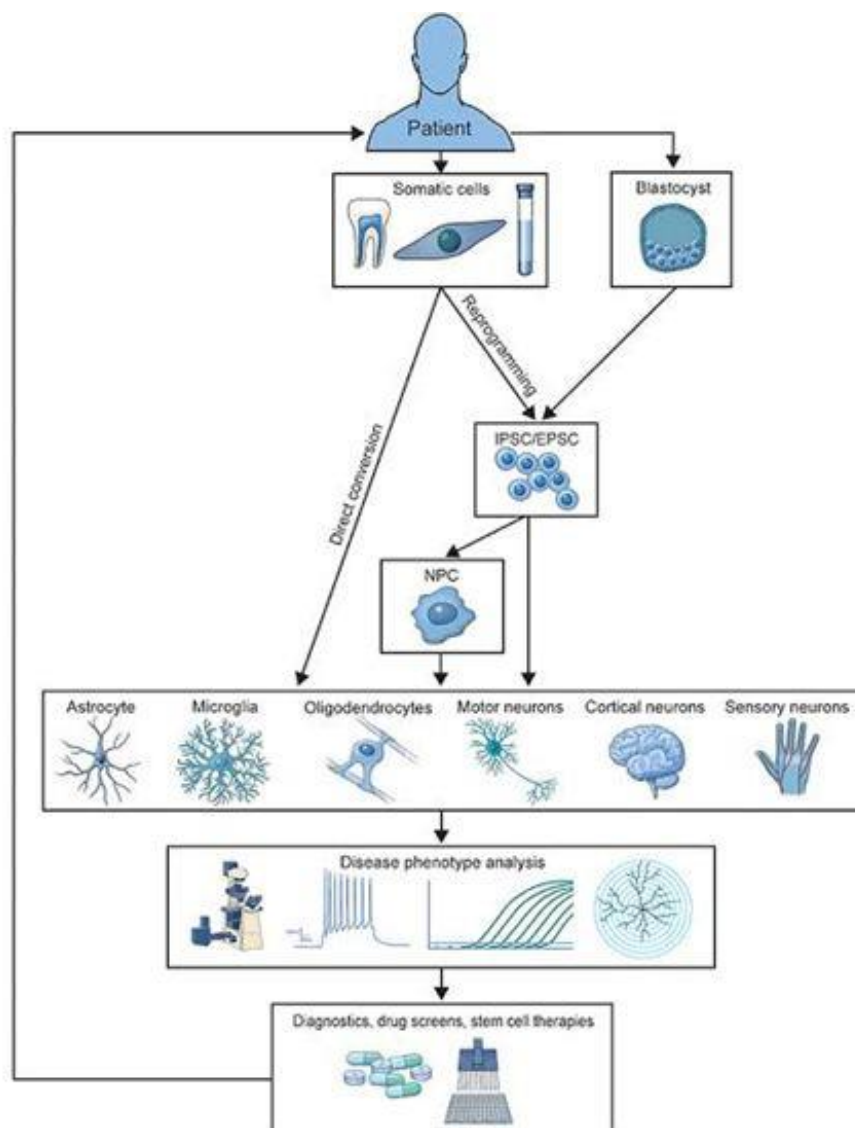 Patient
Somatic cells
Blastocyst
Reprogramming
Direct conversion
IPSC/EPSC
NPC
Astrocyte
Microglia
Oligodendrocytes
Motor neurons
Cortical neurons
Sensory neurons
Disease phenotype analysis
Diagnostics, drug screens, stem cell therapies